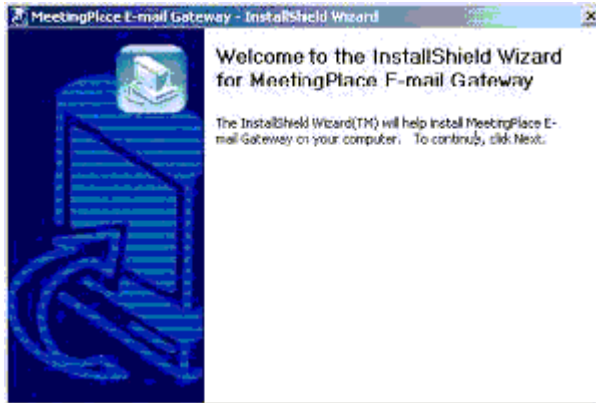 MeetingPlace E-mail Gateway - InstallShield Wizard
Welcome to the InstallShield Wizard
for MeetingPlace E-mail Gateway
The InstallShield Wizard(TM) will help install MeetingPlace E-
mail Gateway on your computer. To continue, click Next.